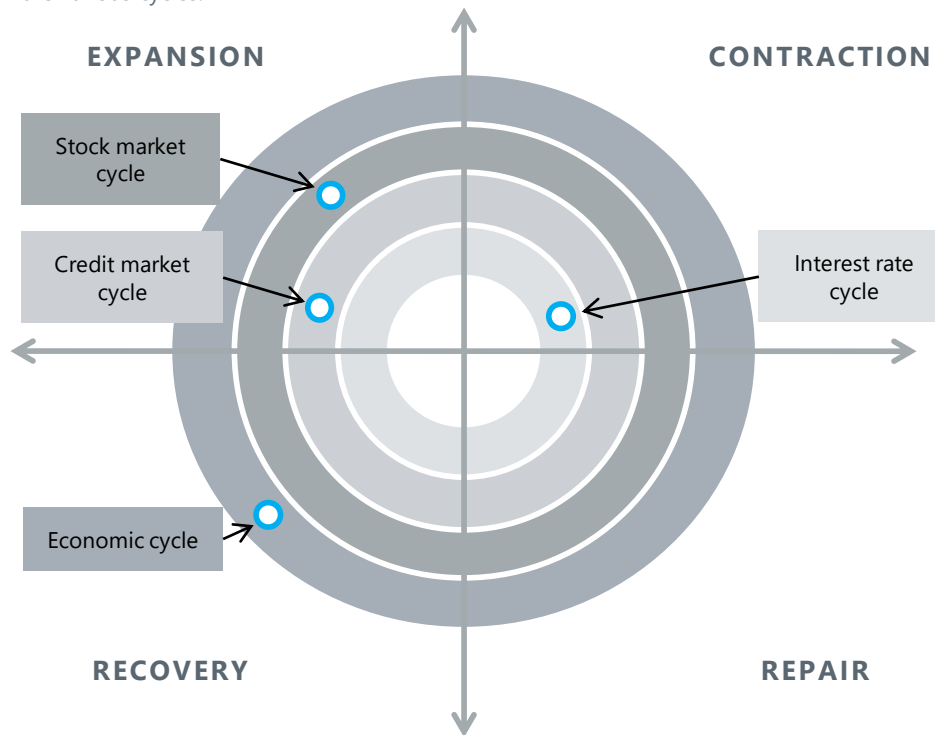 EXPANSION
CONTRACTION
Stock market
cycle
Credit market
cycle
Interest rate
cycle
Economic cycle
RECOVERY
REPAIR